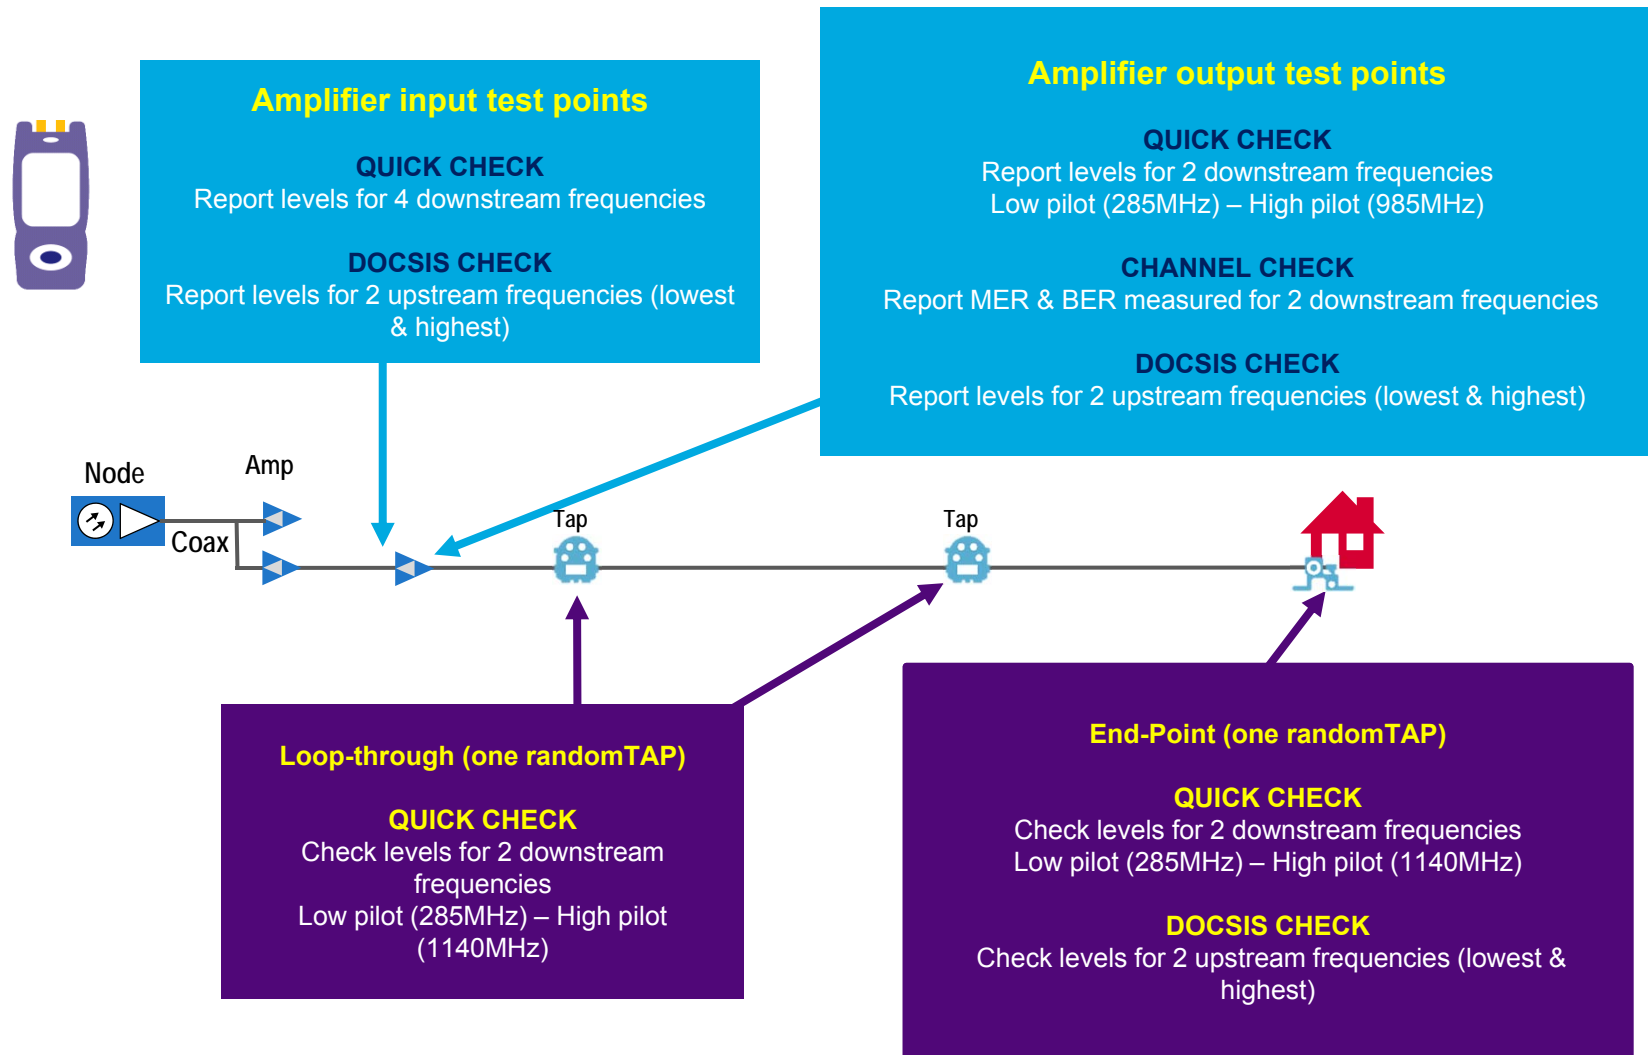 Amplifier input test points
QUICK CHECK
Report levels for 4 downstream frequencies
DOCSIS CHECK
Report levels for 2 upstream frequencies (lowest
& highest)
Amplifier output test points
QUICK CHECK
Report levels for 2 downstream frequencies
Low pilot (285MHz) – High pilot (985MHz)
CHANNEL CHECK
Report MER & BER measured for 2 downstream frequencies
DOCSIS CHECK
Report levels for 2 upstream frequencies (lowest & highest)
Node
Amp
Coax
Tap
Tap
Loop-through (one randomTAP)
QUICK CHECK
Check levels for 2 downstream
frequencies
Low pilot (285MHz) – High pilot
(1140MHz)
End-Point (one randomTAP)
QUICK CHECK
Check levels for 2 downstream frequencies
Low pilot (285MHz) – High pilot (1140MHz)
DOCSIS CHECK
Check levels for 2 upstream frequencies (lowest &
highest)